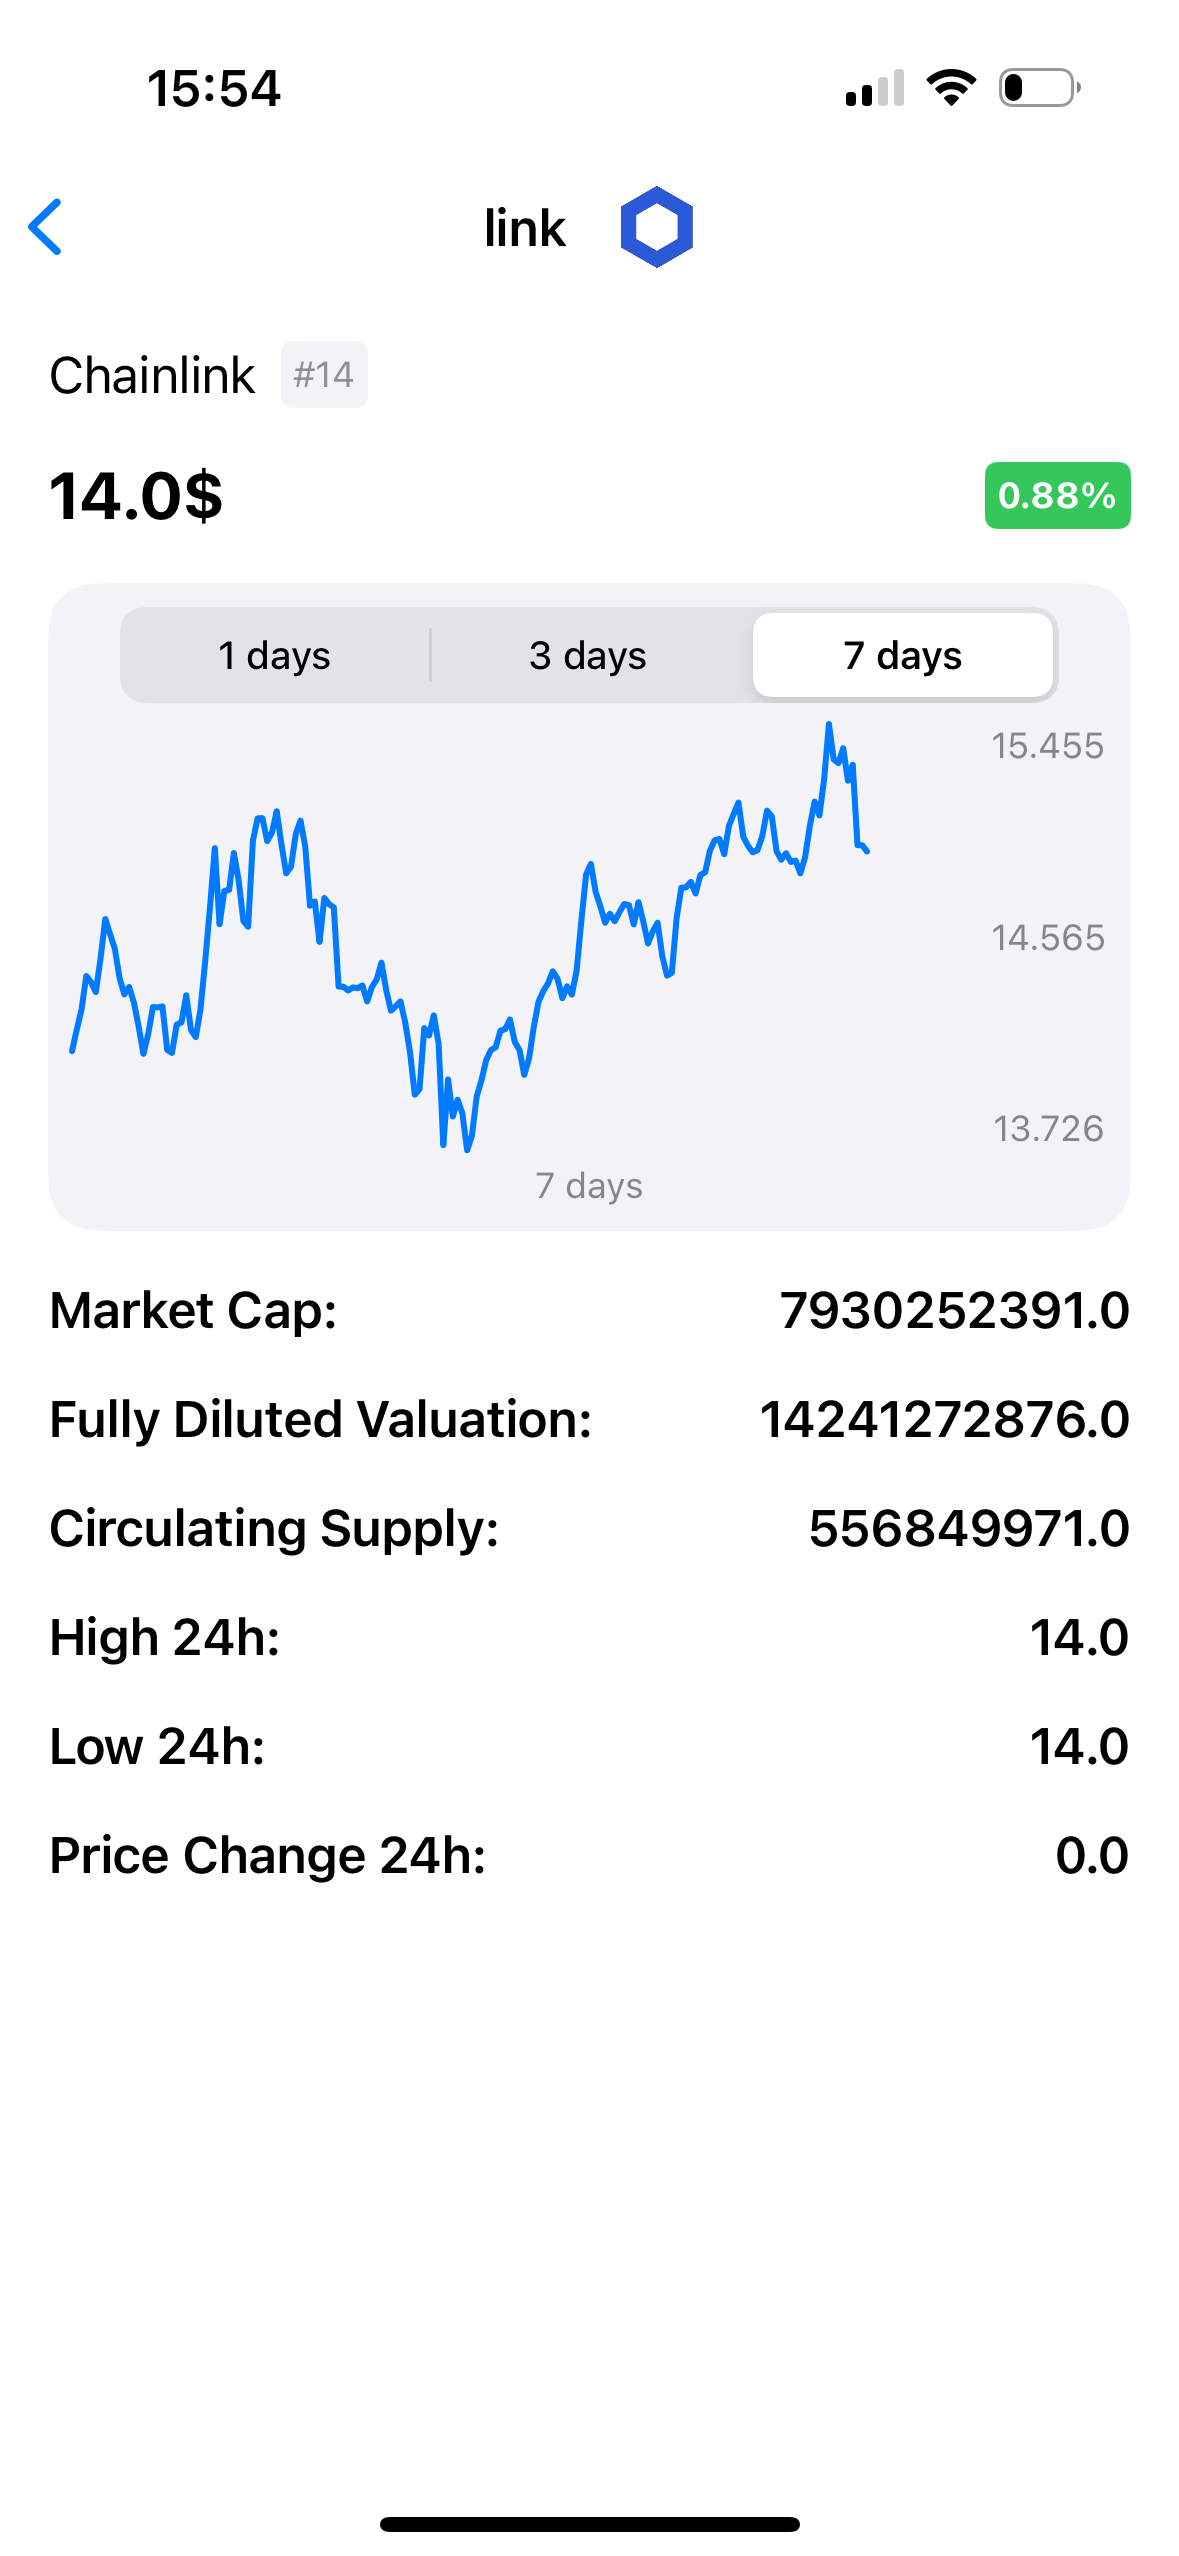 15:54
link
Chainlink #14
14.0$ 0.88%
1 days 3 days 7 days
15.455
14.565
13.726
7 days
Market Cap: 7930252391.0
Fully Diluted Valuation: 14241272876.0
Circulating Supply: 556849971.0
High 24h: 14.0
Low 24h: 14.0
Price Change 24h: 0.0